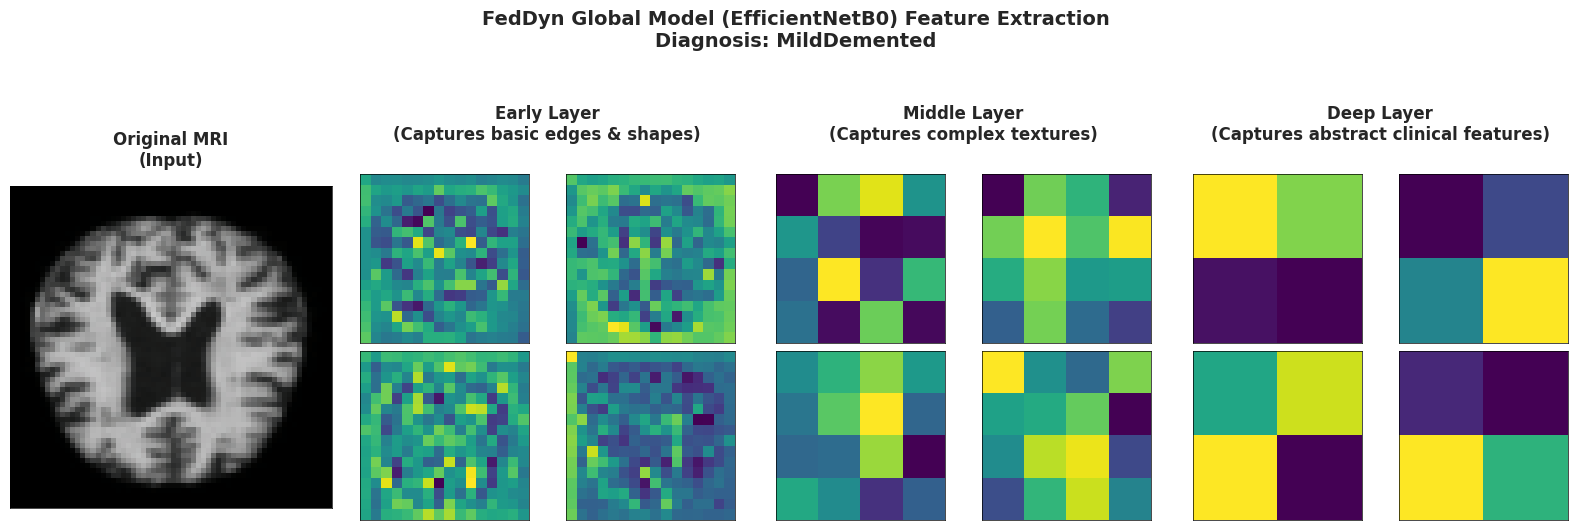 FedDyn Global Model (EfficientNetB0) Feature Extraction
Diagnosis: MildDemented
Original MRI
(Input)
Early Layer
(Captures basic edges & shapes)
Middle Layer
(Captures complex textures)
Deep Layer
(Captures abstract clinical features)